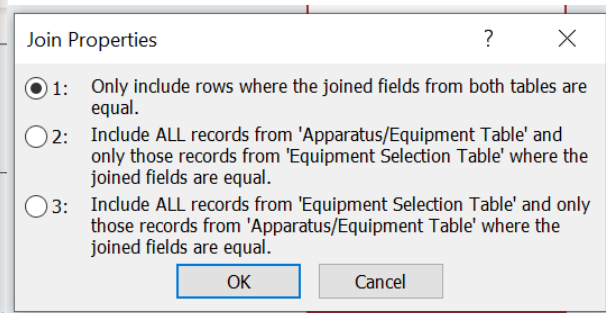 Join Properties ?
1: Only include rows where the joined fields from both tables are
equal.
2: Include ALL records from 'Apparatus/Equipment Table' and
only those records from 'Equipment Selection Table' where the
joined fields are equal.
3: Include ALL records from 'Equipment Selection Table' and only
those records from 'Apparatus/Equipment Table' where the
joined fields are equal.
OK Cancel